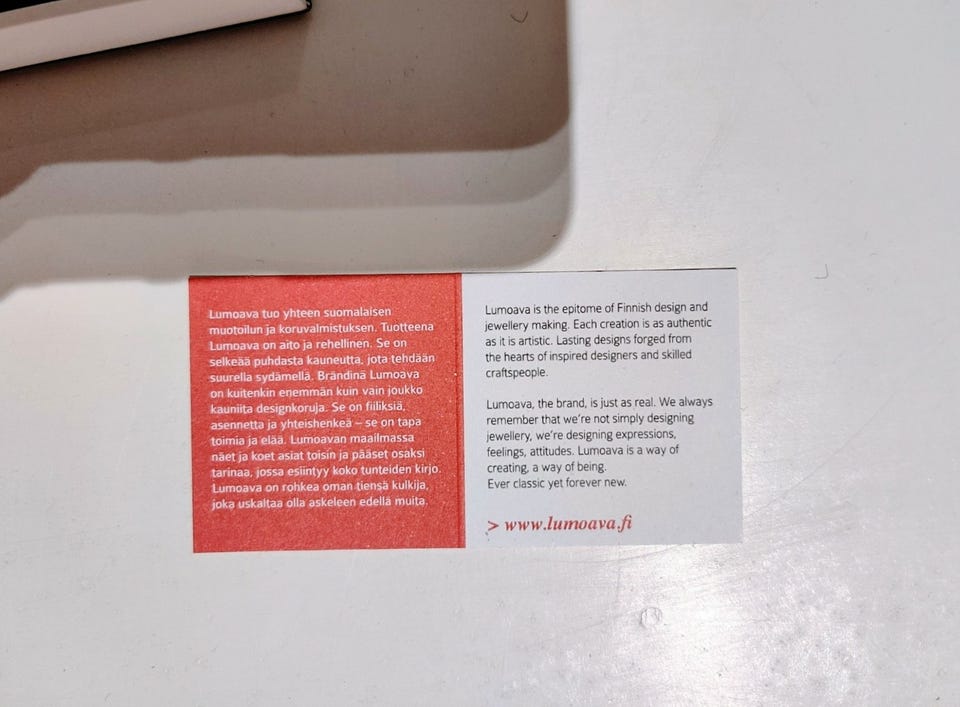 Lumoava tuo yhteen suomalaisen
muotoilun ja koruvalmistuksen. Tuotteena
Lumoava on aito ja rehellinen. Se on
selkeää puhdasta kauneutta, jota tehdään
suurella sydämellä. Brändinä Lumoava
on kuitenkin enemmän kuin vain joukko
kauniita designkoruja. Se on fiiliksiä,
asennetta ja yhteishenkeä – se on tapa
toimia ja elää. Lumoavan maailmassa
näet ja koet asiat toisin ja pääset osaksi
tarinaa, jossa esiintyy koko tunteiden kirjo.
Lumoava on rohkea oman tiensä kulkija,
joka uskaltaa olla askeleen edellä muita.
Lumoava is the epitome of Finnish design and
jewellery making. Each creation is as authentic
as it is artistic. Lasting designs forged from
the hearts of inspired designers and skilled
craftspeople.
Lumoava, the brand, is just as real. We always
remember that we're not simply designing
jewellery, we're designing expressions,
feelings, attitudes. Lumoava is a way of
creating, a way of being.
Ever classic yet forever new.
> www.lumoava.fi